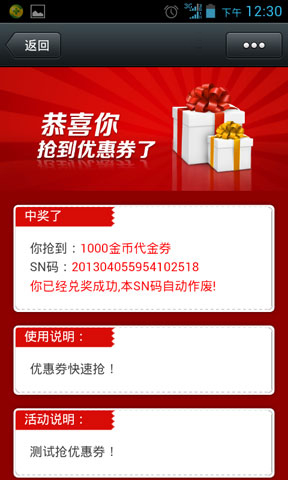 3G 下午 12:30
返回
恭喜你
抢到优惠券了
中奖了
你抢到：1000金币代金券
SN码：201304055954102518
你已经兑奖成功,本SN码自动作废!
使用说明：
优惠券快速抢！
活动说明：
测试抢优惠券！